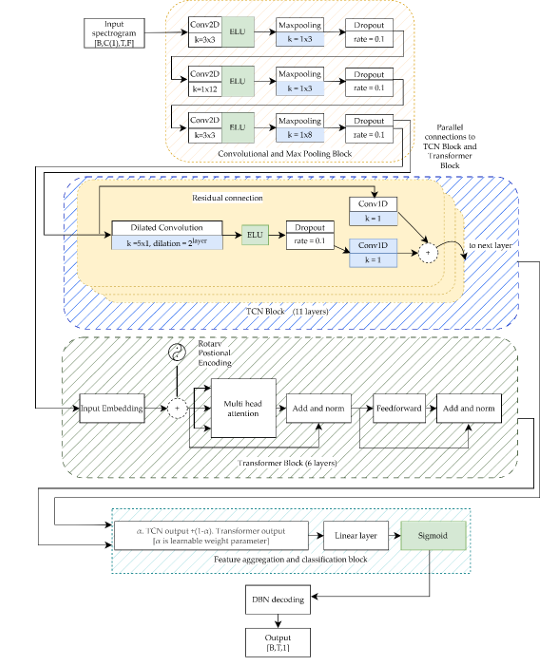 Input
spectrogram
[B,C(1),T,F]
Conv2D
k=3x3
ELU
Maxpooling
k = 1x3
Dropout
rate = 0.1
Conv2D
k=1x12
ELU
Maxpooling
k = 1x3
Dropout
rate = 0.1
Conv2D
k=3x3
ELU
Maxpooling
k = 1x8
Dropout
rate = 0.1
Convolutional and Max Pooling Block
Parallel
connections to
TCN Block and
Transformer
Block
Residual connection
Conv1D
k = 1
Dilated Convolution
k =5x1, dilation = 2^layer
ELU
Dropout
rate = 0.1
Conv1D
k = 1
+
to next layer
TCN Block (11 layers)
Rotary
Postional
Encoding
Input Embedding
+
Multi head
attention
Add and norm
Feedforward
Add and norm
Transformer Block (6 layers)
α. TCN output +(1-α). Transformer output
[α is learnable weight parameter]
Linear layer
Sigmoid
Feature aggregation and classification block
DBN decoding
Output
[B,T,1]